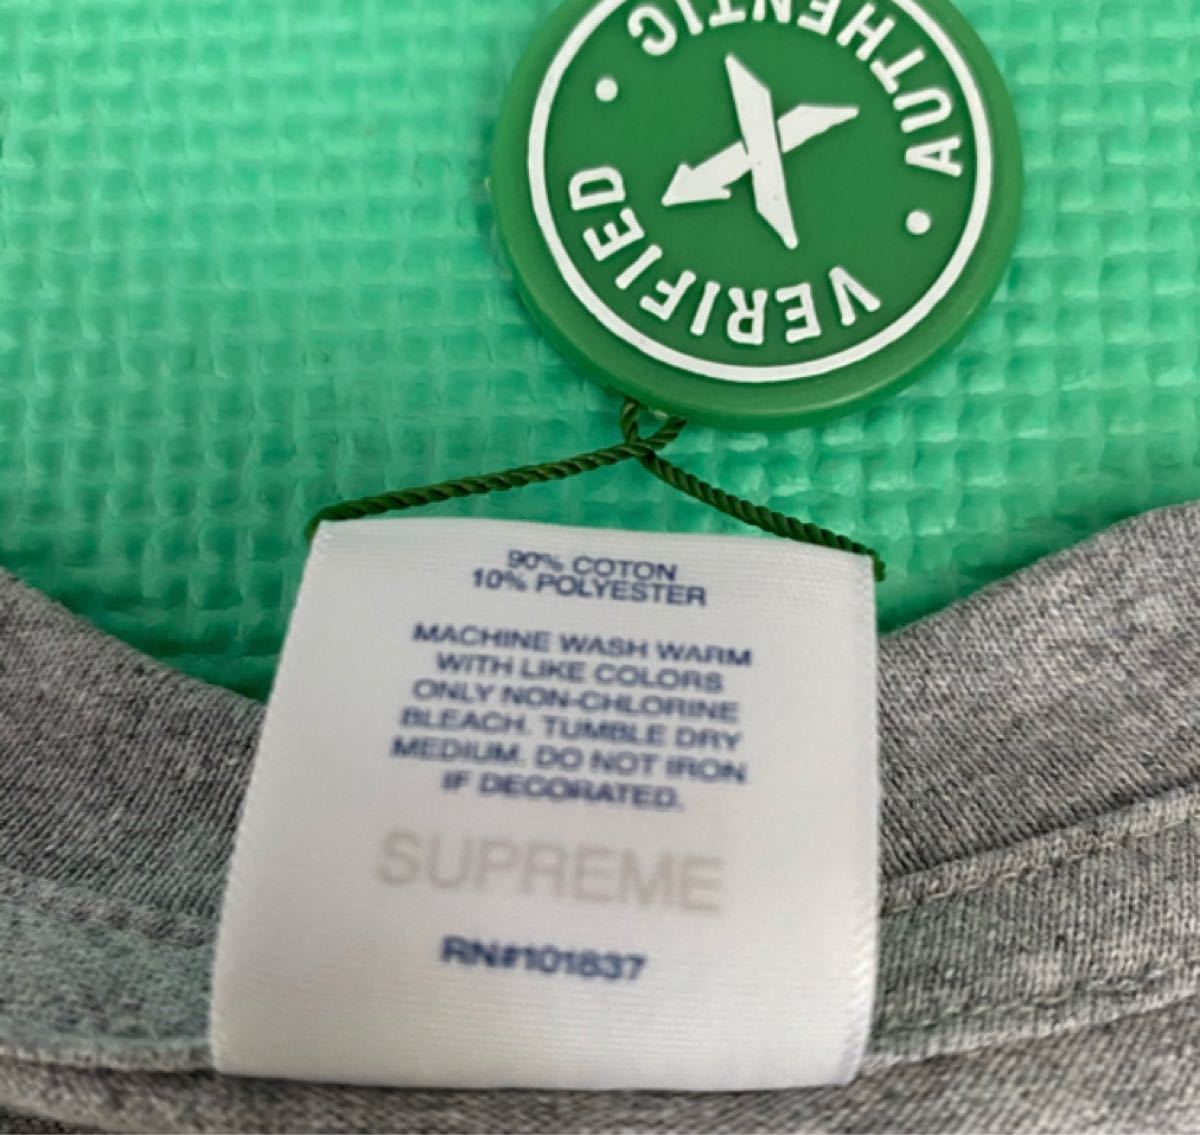 VERIFIED • AUTHENTIC •
90% COTON
10% POLYESTER
MACHINE WASH WARM
WITH LIKE COLORS
ONLY NON-CHLORINE
BLEACH. TUMBLE DRY
MEDIUM. DO NOT IRON
IF DECORATED.
SUPREME
RN#101837